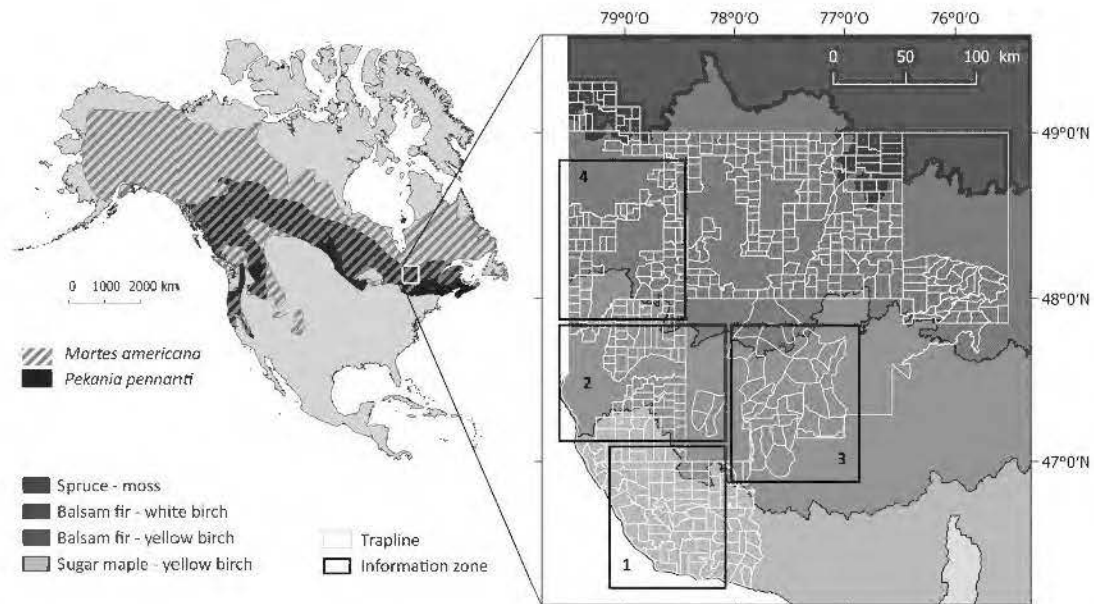 79°0'O 78°0'O 77°0'O 76°0'O
0 50 100 km
49°0'N
4
48°0'N
0 1000 2000 km
Martes americana
Pekania pennanti
2
3
47°0'N
Spruce - moss
Balsam fir - white birch
Balsam fir - yellow birch
Sugar maple - yellow birch
Trapline
Information zone
1